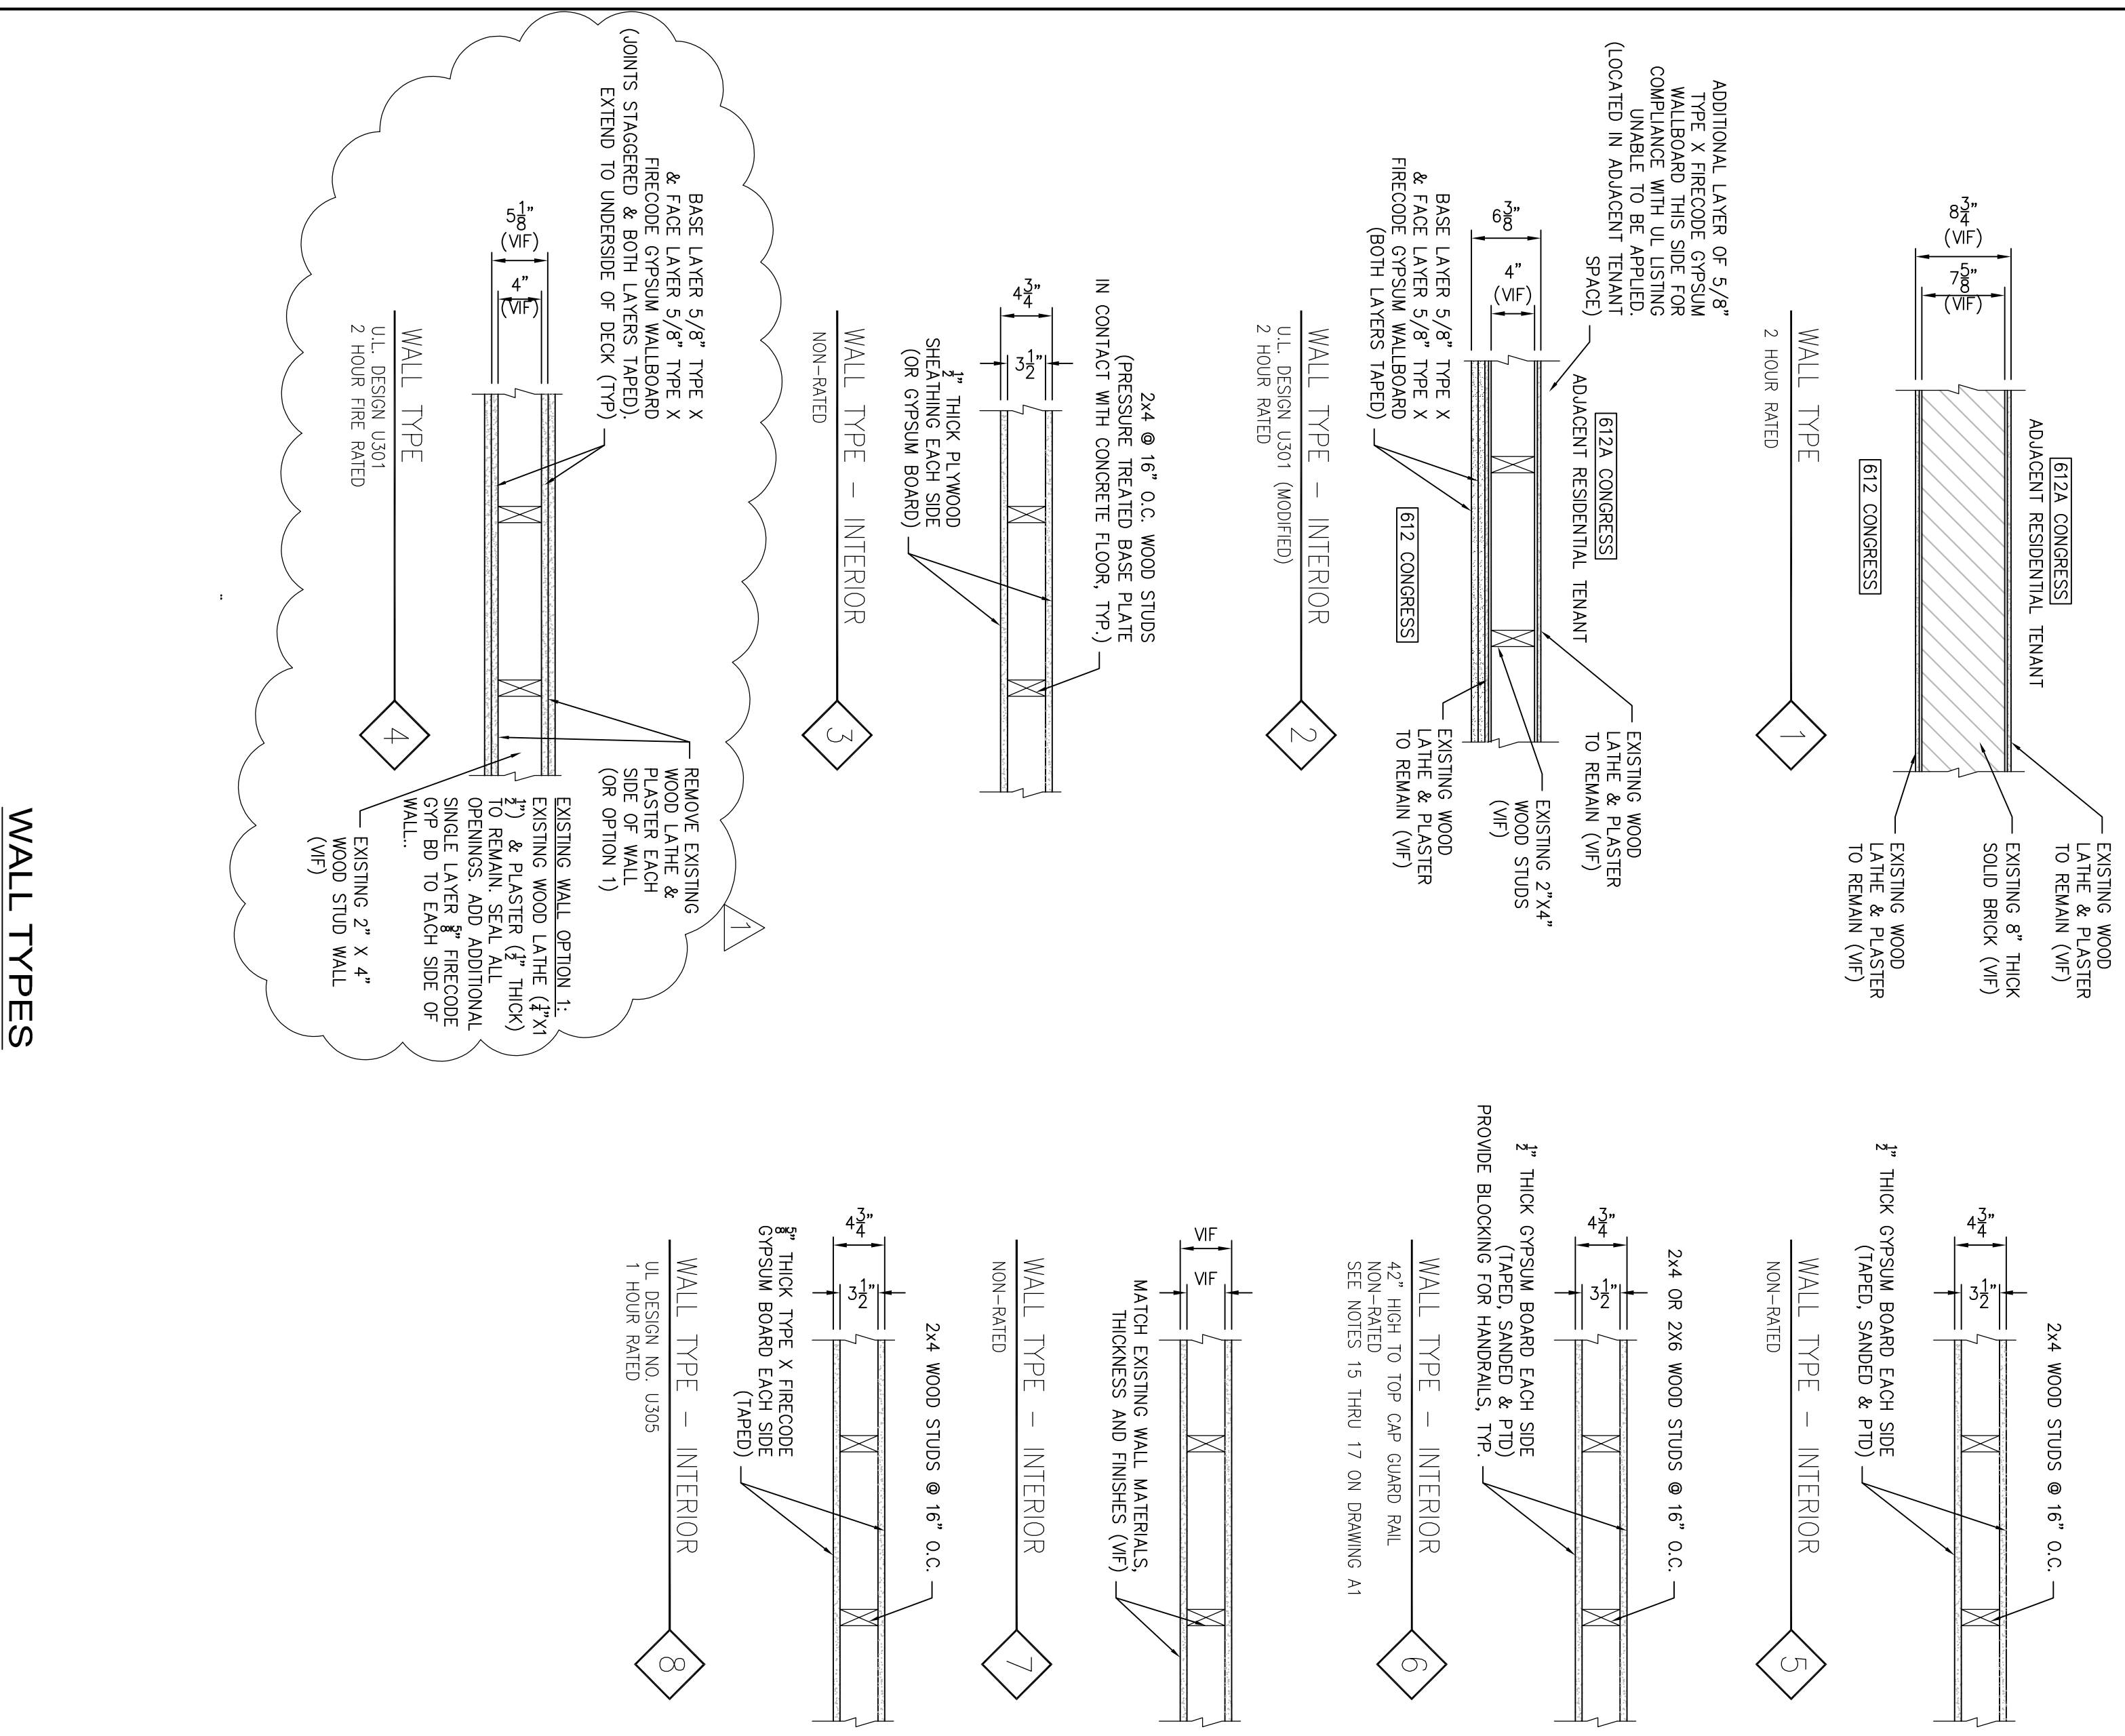 8 3/4"
(VIF)
7 5/8"
(VIF)
612A CONGRESS
ADJACENT RESIDENTIAL TENANT
612 CONGRESS
EXISTING WOOD
LATHE & PLASTER
TO REMAIN (VIF)
EXISTING 8" THICK
SOLID BRICK (VIF)
EXISTING WOOD
LATHE & PLASTER
TO REMAIN (VIF)
WALL TYPE
2 HOUR RATED
1
ADDITIONAL LAYER OF 5/8"
TYPE X FIRECODE GYPSUM
WALLBOARD THIS SIDE FOR
COMPLIANCE WITH UL LISTING
UNABLE TO BE APPLIED.
(LOCATED IN ADJACENT TENANT
SPACE)
6 3/8"
4"
(VIF)
612A CONGRESS
ADJACENT RESIDENTIAL TENANT
612 CONGRESS
BASE LAYER 5/8" TYPE X
& FACE LAYER 5/8" TYPE X
FIRECODE GYPSUM WALLBOARD
(BOTH LAYERS TAPED)
EXISTING WOOD
LATHE & PLASTER
TO REMAIN (VIF)
EXISTING 2"X4"
WOOD STUDS
(VIF)
EXISTING WOOD
LATHE & PLASTER
TO REMAIN (VIF)
WALL TYPE - INTERIOR
U.L. DESIGN U301 (MODIFIED)
2 HOUR RATED
2
2x4 @ 16" O.C. WOOD STUDS
(PRESSURE TREATED BASE PLATE
IN CONTACT WITH CONCRETE FLOOR, TYP.)
4 3/4"
3 1/2"
1/2" THICK PLYWOOD
SHEATHING EACH SIDE
(OR GYPSUM BOARD)
WALL TYPE - INTERIOR
NON-RATED
3
BASE LAYER 5/8" TYPE X
& FACE LAYER 5/8" TYPE X
FIRECODE GYPSUM WALLBOARD
(JOINTS STAGGERED & BOTH LAYERS TAPED).
EXTEND TO UNDERSIDE OF DECK (TYP)
5 1/8"
(VIF)
4"
(VIF)
REMOVE EXISTING
WOOD LATHE &
PLASTER EACH
SIDE OF WALL
(OR OPTION 1)
EXISTING WALL OPTION 1:
EXISTING WOOD LATHE (1/4"X1
1/2") & PLASTER (1/2" THICK)
TO REMAIN. SEAL ALL
OPENINGS. ADD ADDITIONAL
SINGLE LAYER 5/8" FIRECODE
GYP BD TO EACH SIDE OF
WALL..
EXISTING 2" X 4"
WOOD STUD WALL
(VIF)
1
WALL TYPE
U.L. DESIGN U301
2 HOUR FIRE RATED
4
2x4 WOOD STUDS @ 16" O.C.
4 3/4"
3 1/2"
1/2" THICK GYPSUM BOARD EACH SIDE
(TAPED, SANDED & PTD)
WALL TYPE - INTERIOR
NON-RATED
5
2x4 OR 2X6 WOOD STUDS @ 16" O.C.
4 3/4"
3 1/2"
1/2" THICK GYPSUM BOARD EACH SIDE
(TAPED, SANDED & PTD)
PROVIDE BLOCKING FOR HANDRAILS, TYP.
WALL TYPE - INTERIOR
42" HIGH TO TOP CAP GUARD RAIL
NON-RATED
SEE NOTES 15 THRU 17 ON DRAWING A1
6
VIF
VIF
MATCH EXISTING WALL MATERIALS,
THICKNESS AND FINISHES (VIF)
WALL TYPE - INTERIOR
NON-RATED
7
2x4 WOOD STUDS @ 16" O.C.
4 3/4"
3 1/2"
5/8" THICK TYPE X FIRECODE
GYPSUM BOARD EACH SIDE
(TAPED)
WALL TYPE - INTERIOR
UL DESIGN NO. U305
1 HOUR RATED
8
WALL TYPES